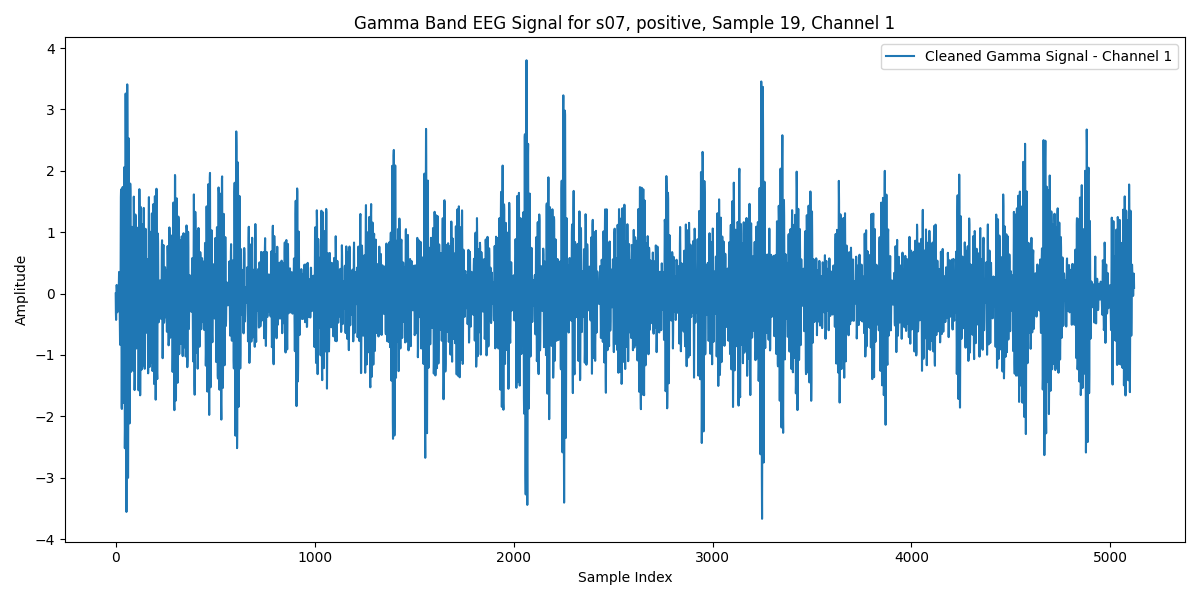 Gamma Band EEG Signal for s07, positive, Sample 19, Channel 1
Cleaned Gamma Signal - Channel 1
4
3
2
1
0
−1
−2
−3
−4
Amplitude
0 1000 2000 3000 4000 5000
Sample Index